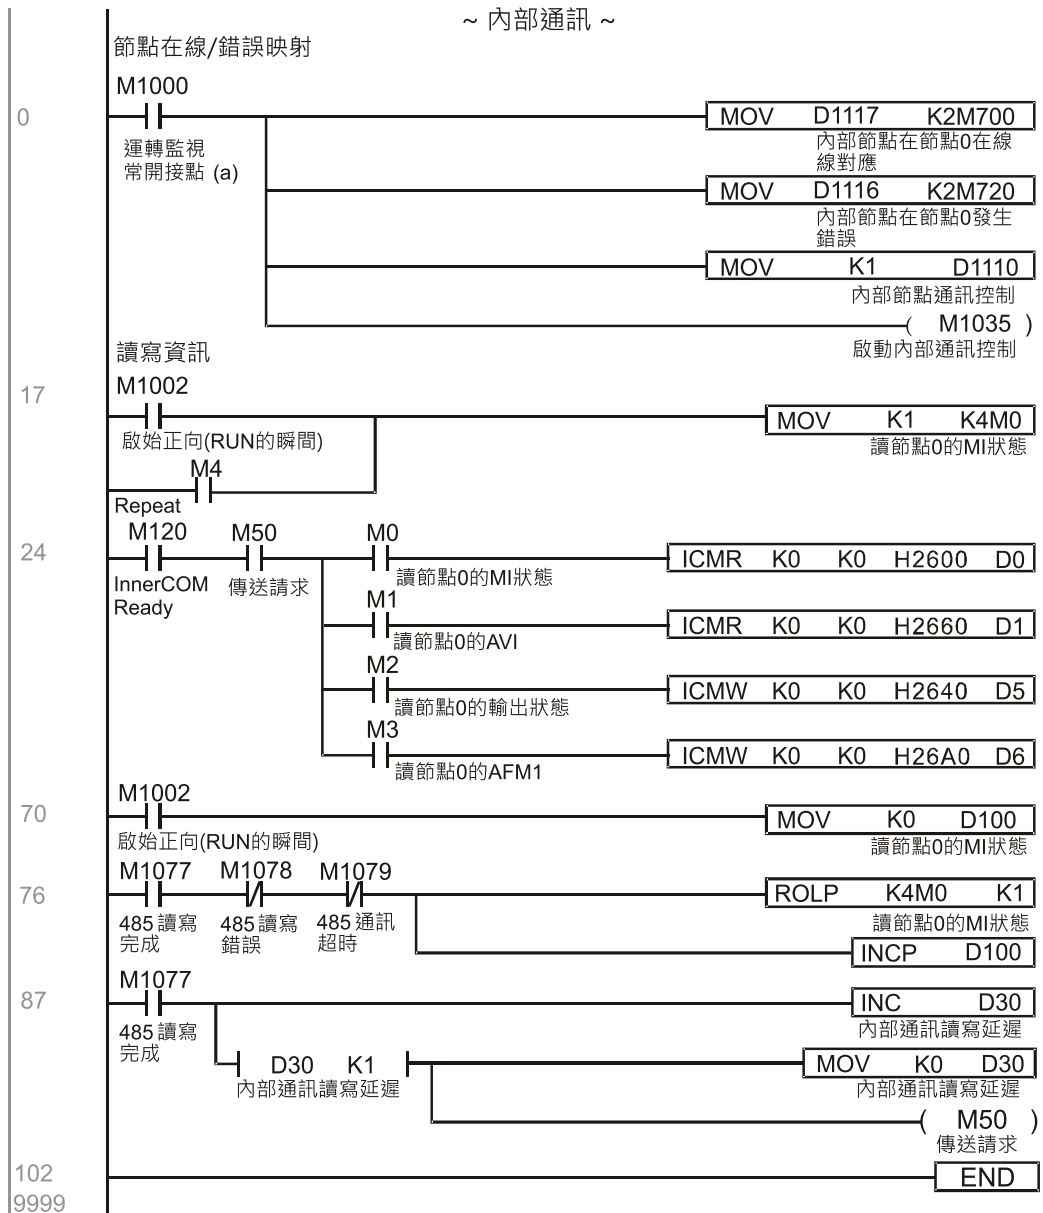 ~ 內部通訊 ~
節點在線/錯誤映射
M1000
0
MOV D1117 K2M700
運轉監視
常開接點 (a)
內部節點在節點0在線
線對應
MOV D1116 K2M720
內部節點在節點0發生
錯誤
MOV K1 D1110
內部節點通訊控制
( M1035 )
啟動內部通訊控制
讀寫資訊
M1002
17
MOV K1 K4M0
啟始正向(RUN的瞬間)
讀節點0的MI狀態
M4
Repeat
M120 M50 M0
24
ICMR K0 K0 H2600 D0
InnerCOM
Ready
傳送請求
讀節點0的MI狀態
M1
ICMR K0 K0 H2660 D1
讀節點0的AVI
M2
ICMW K0 K0 H2640 D5
讀節點0的輸出狀態
M3
ICMW K0 K0 H26A0 D6
讀節點0的AFM1
M1002
70
MOV K0 D100
啟始正向(RUN的瞬間)
讀節點0的MI狀態
M1077 M1078 M1079
76
ROLP K4M0 K1
485讀寫
完成
485讀寫
錯誤
485通訊
超時
讀節點0的MI狀態
INCP D100
M1077
87
INC D30
485讀寫
完成
內部通訊讀寫延遲
D30 K1
MOV K0 D30
內部通訊讀寫延遲
內部通訊讀寫延遲
( M50 )
傳送請求
102
END
9999